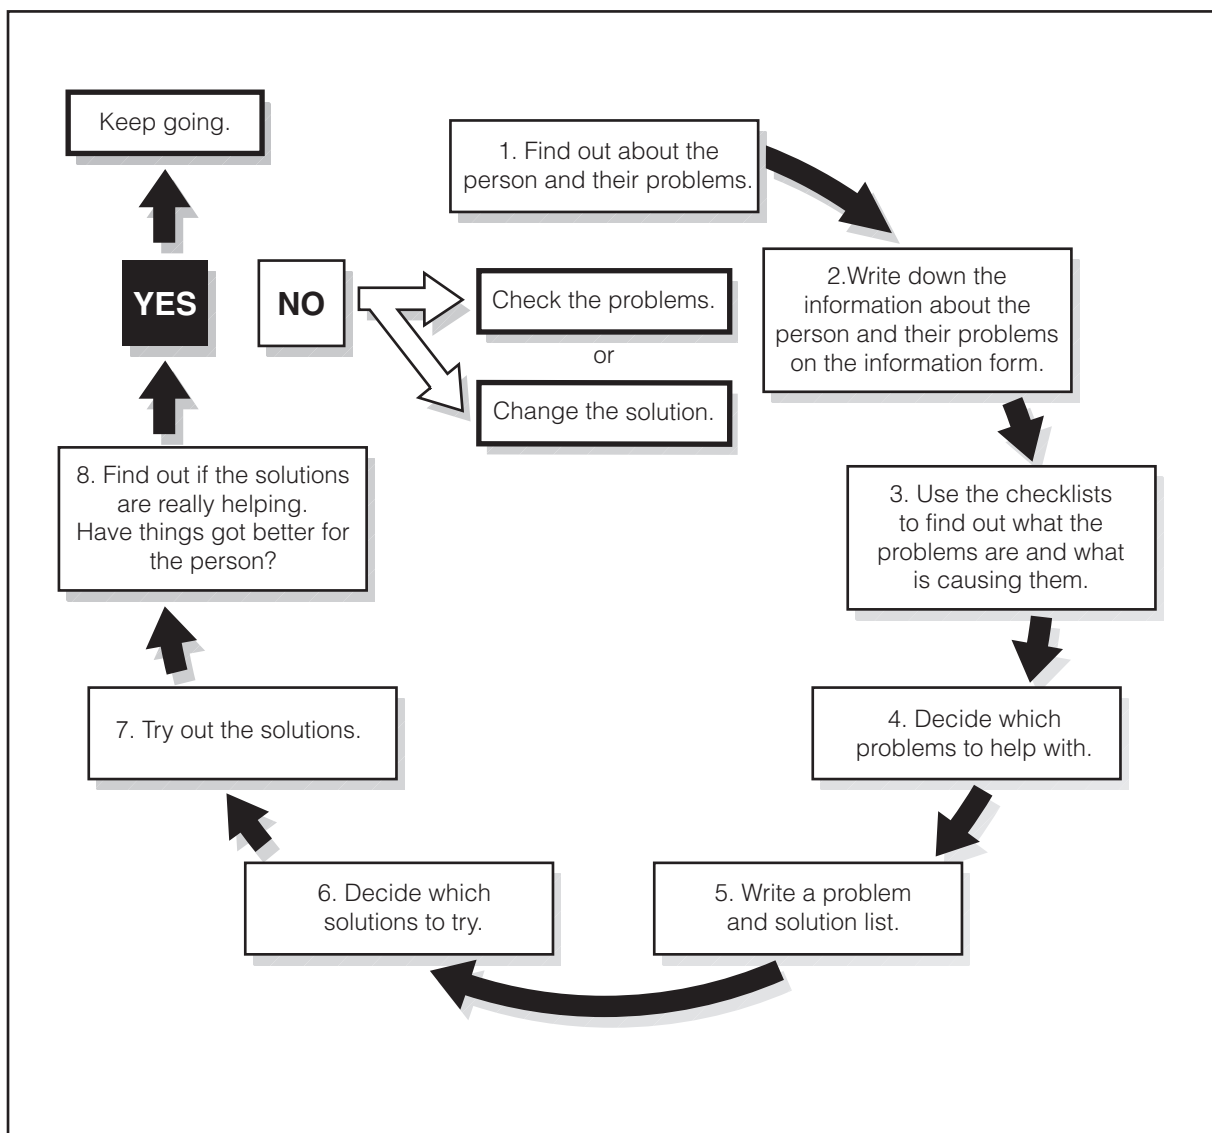 Keep going.
YES
NO
1. Find out about the
person and their problems.
Check the problems.
or
Change the solution.
2.Write down the
information about the
person and their problems
on the information form.
3. Use the checklists
to find out what the
problems are and what
is causing them.
4. Decide which
problems to help with.
5. Write a problem
and solution list.
6. Decide which
solutions to try.
7. Try out the solutions.
8. Find out if the solutions
are really helping.
Have things got better for
the person?